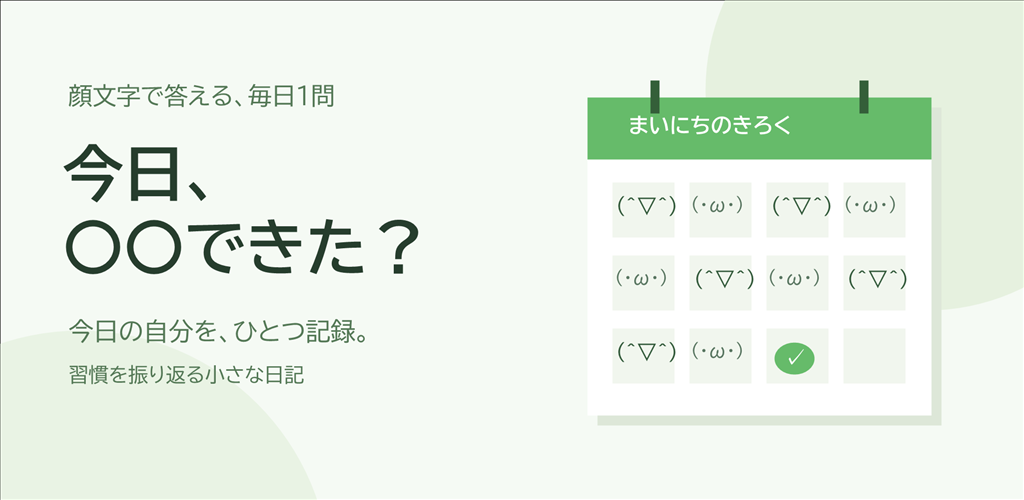 顔文字で答える、毎日1問
今日、
〇〇できた？
今日の自分を、ひとつ記録。
習慣を振り返る小さな日記
まいにちのきろく
(^▽^) (･ω･) (^▽^) (･ω･)
(･ω･) (^▽^) (･ω･) (^▽^)
(^▽^) (･ω･) ✓